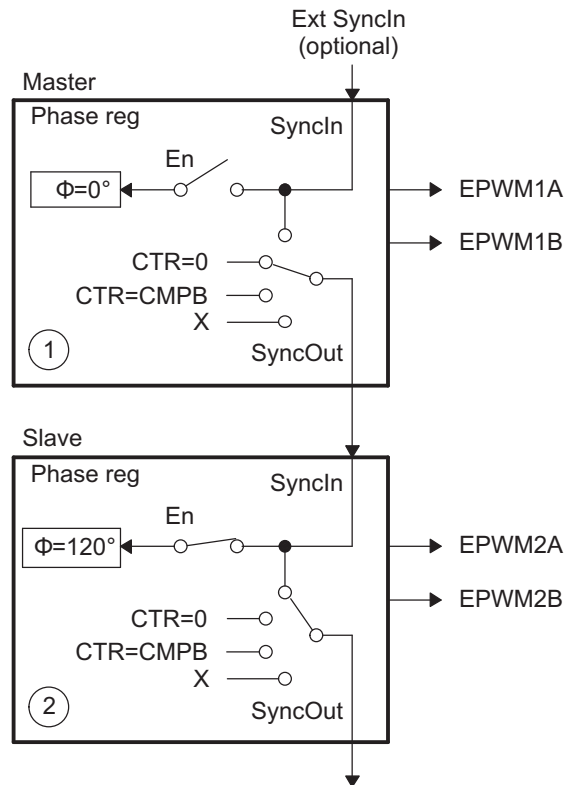 Ext SyncIn
(optional)
Master
Phase reg
SyncIn
En
Φ=0°
EPWM1A
EPWM1B
CTR=0
CTR=CMPB
X
1
SyncOut
Slave
Phase reg
SyncIn
En
Φ=120°
EPWM2A
EPWM2B
CTR=0
CTR=CMPB
X
2
SyncOut